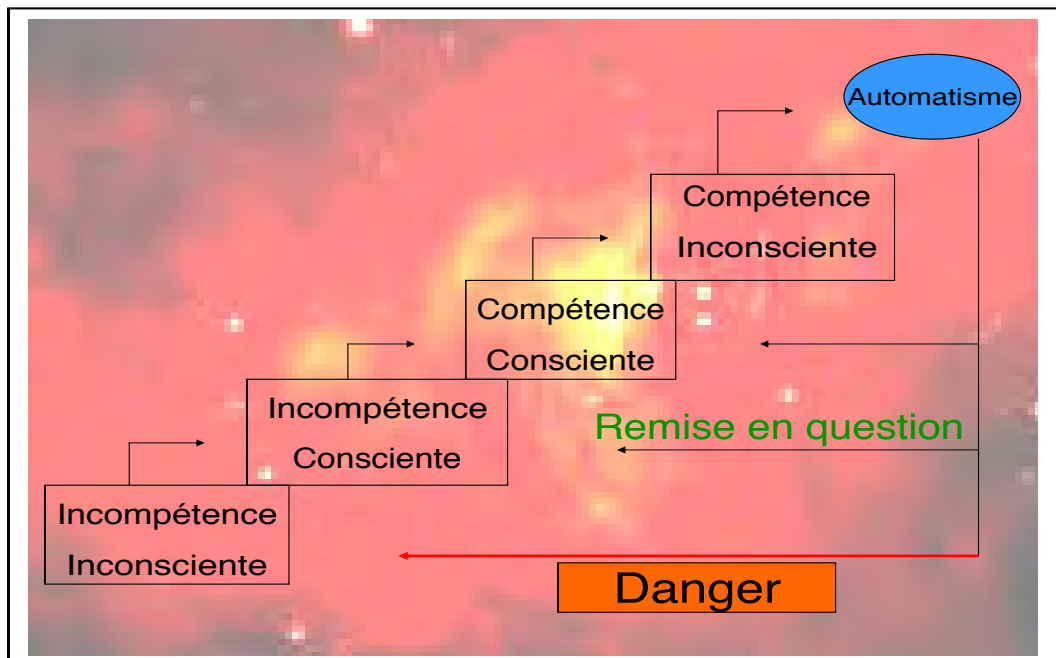 Automatisme
Compétence
Inconsciente
Compétence
Consciente
Incompétence
Consciente
Remise en question
Incompétence
Inconsciente
Danger